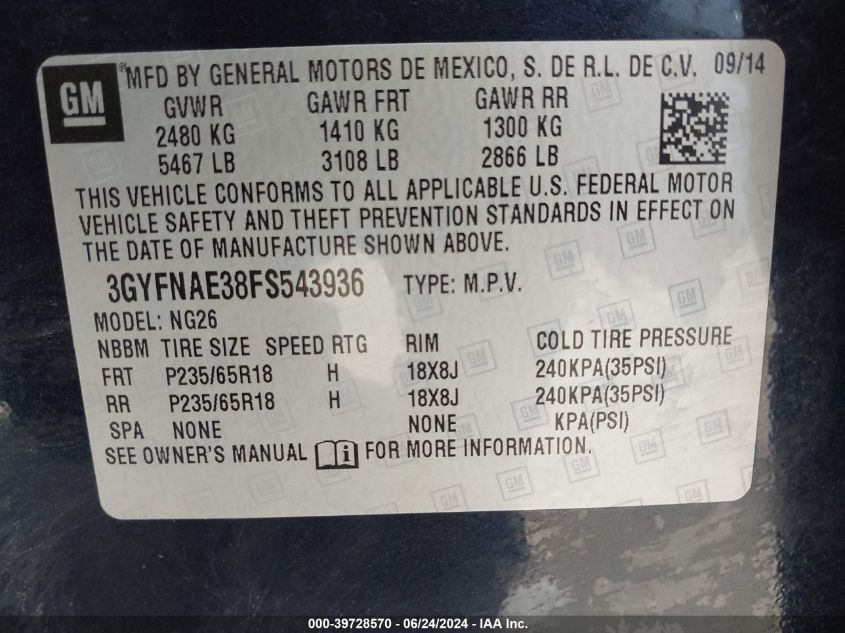 GM ® MFD BY GENERAL MOTORS DE MEXICO, S. DE R.L. DE C.V. 09/14
GVWR GAWR FRT GAWR RR
2480 KG 1410 KG 1300 KG
5467 LB 3108 LB 2866 LB
THIS VEHICLE CONFORMS TO ALL APPLICABLE U.S. FEDERAL MOTOR
VEHICLE SAFETY AND THEFT PREVENTION STANDARDS IN EFFECT ON
THE DATE OF MANUFACTURE SHOWN ABOVE.
3GYFNAE38FS543936 TYPE: M.P.V.
MODEL: NG26
NBBM TIRE SIZE SPEED RTG RIM COLD TIRE PRESSURE
FRT P235/65R18 H 18X8J 240KPA(35PSI)
RR P235/65R18 H 18X8J 240KPA(35PSI)
SPA NONE NONE KPA(PSI)
SEE OWNER'S MANUAL i FOR MORE INFORMATION.
000-39728570 - 06/24/2024 - IAA Inc.